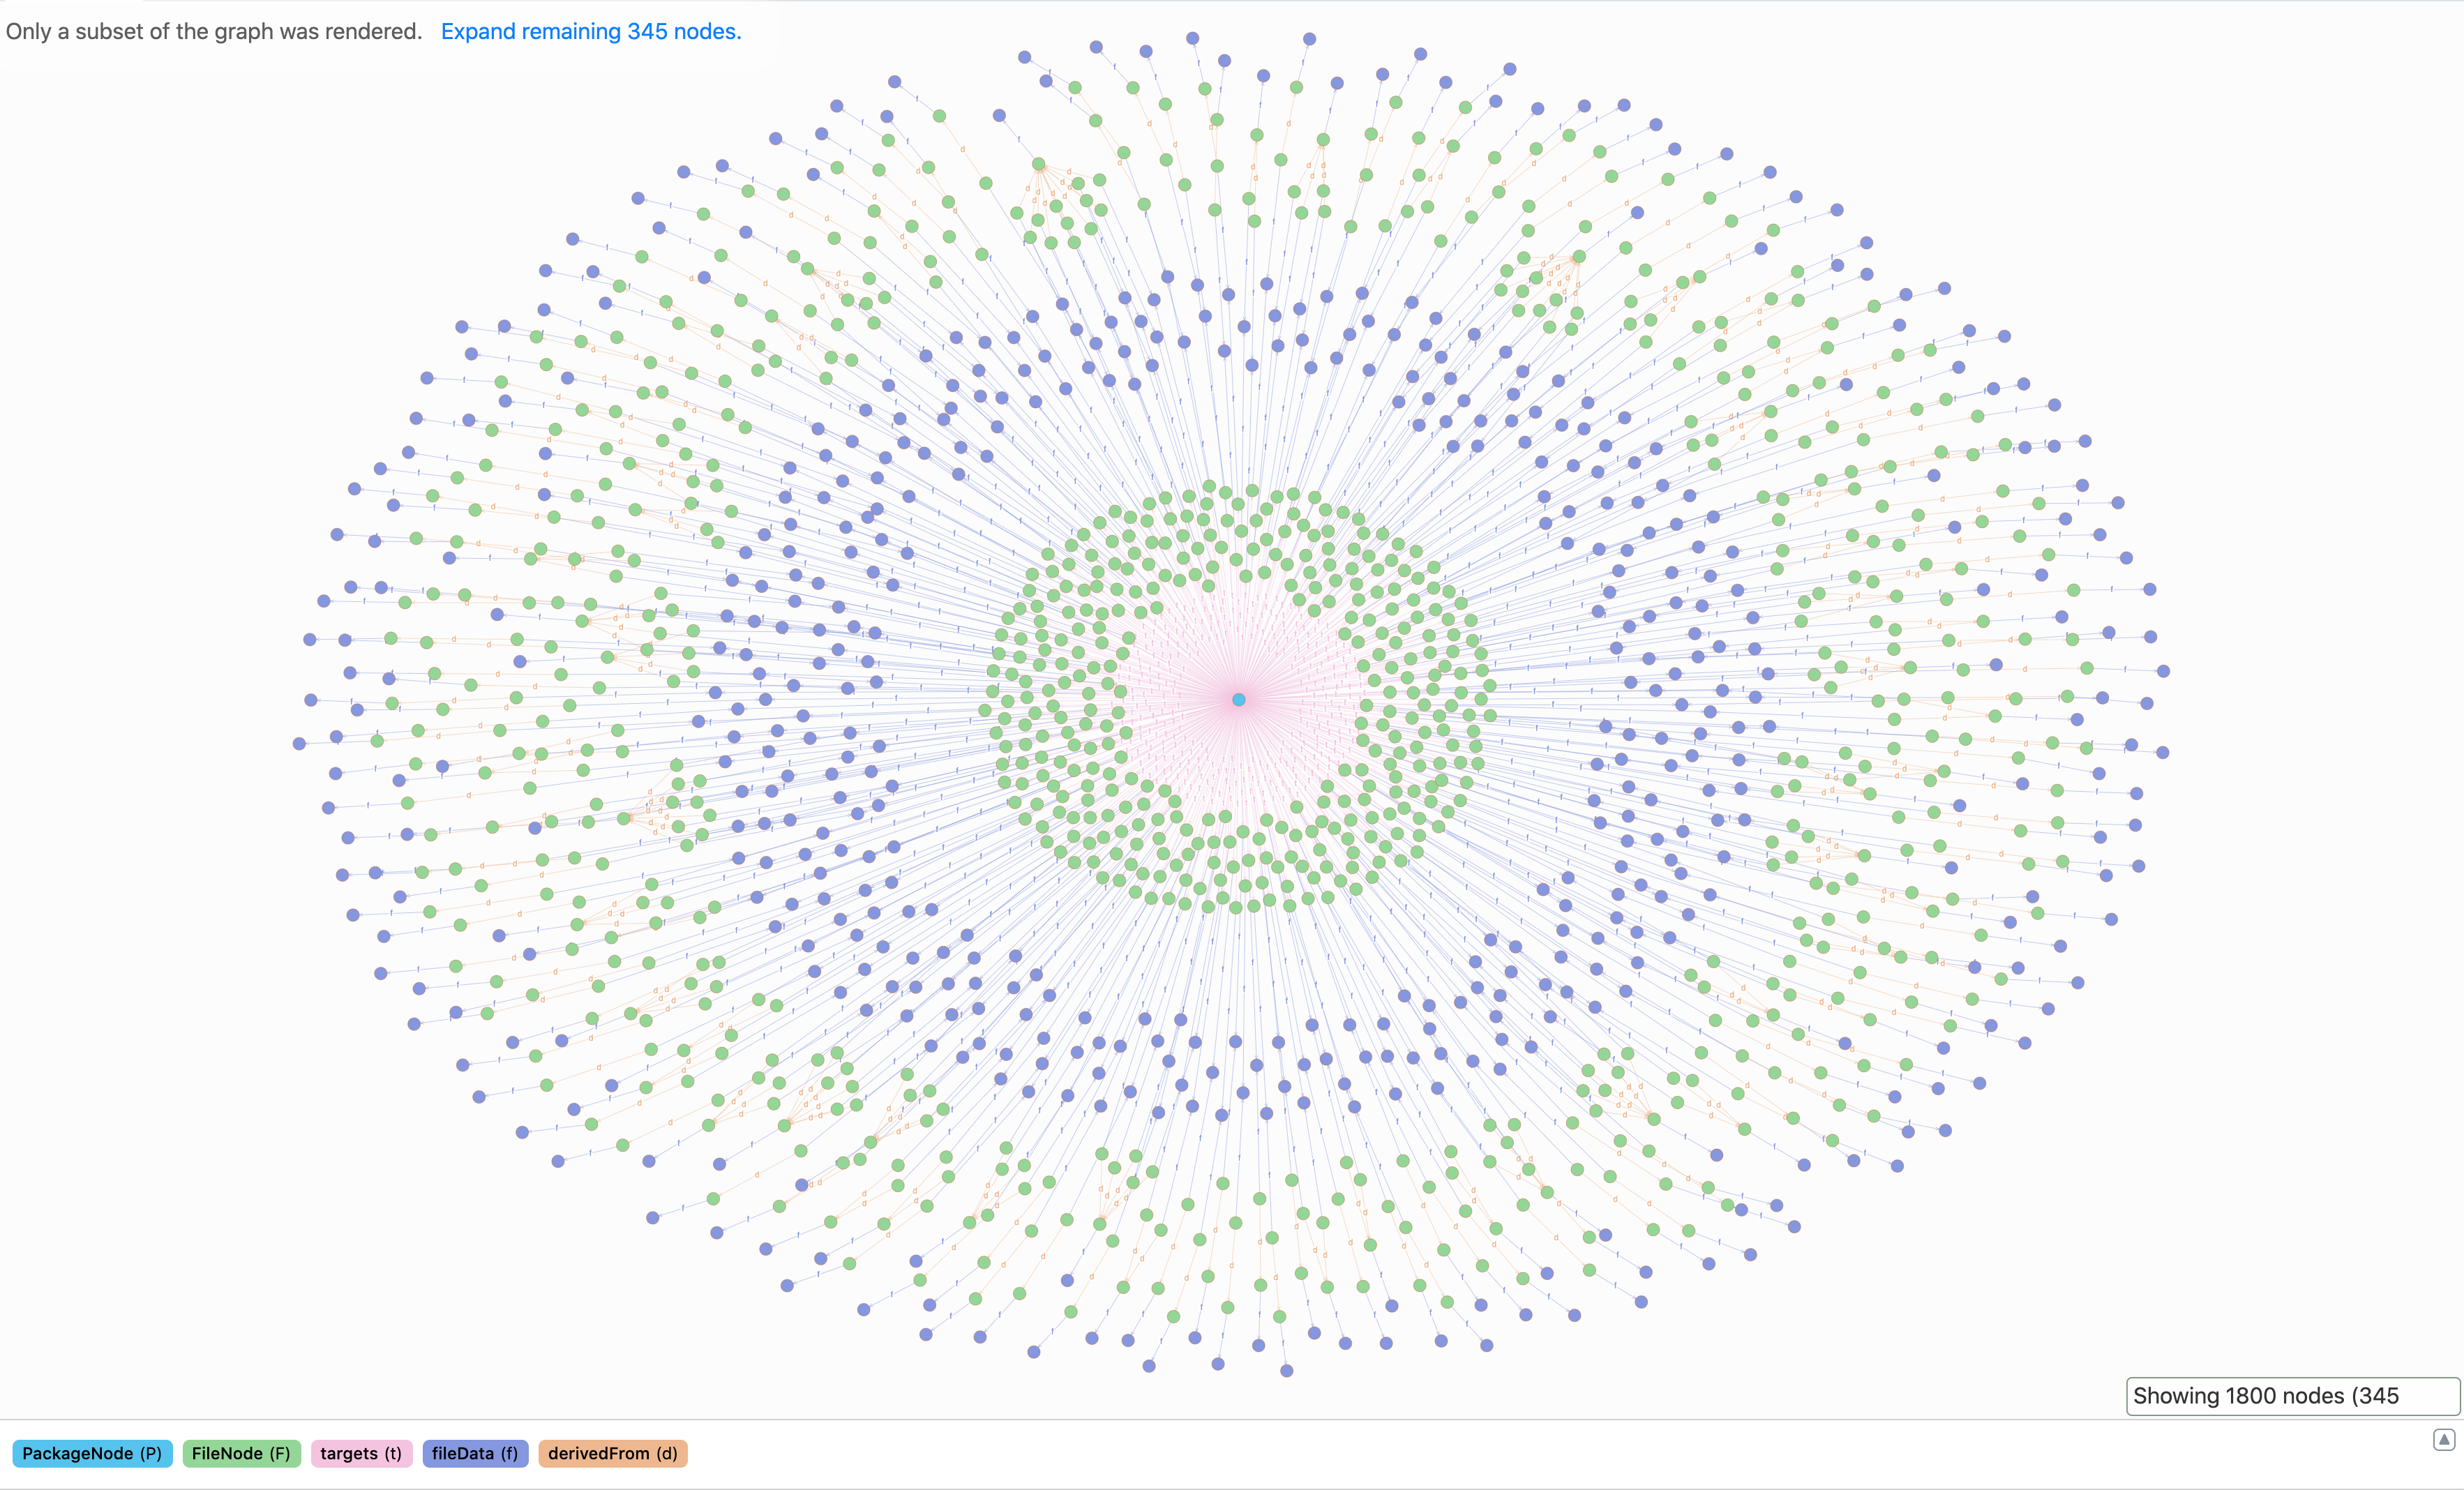 Only a subset of the graph was rendered. Expand remaining 345 nodes.
Showing 1800 nodes (345
PackageNode (P) FileNode (F) targets (t) fileData (f) derivedFrom (d)